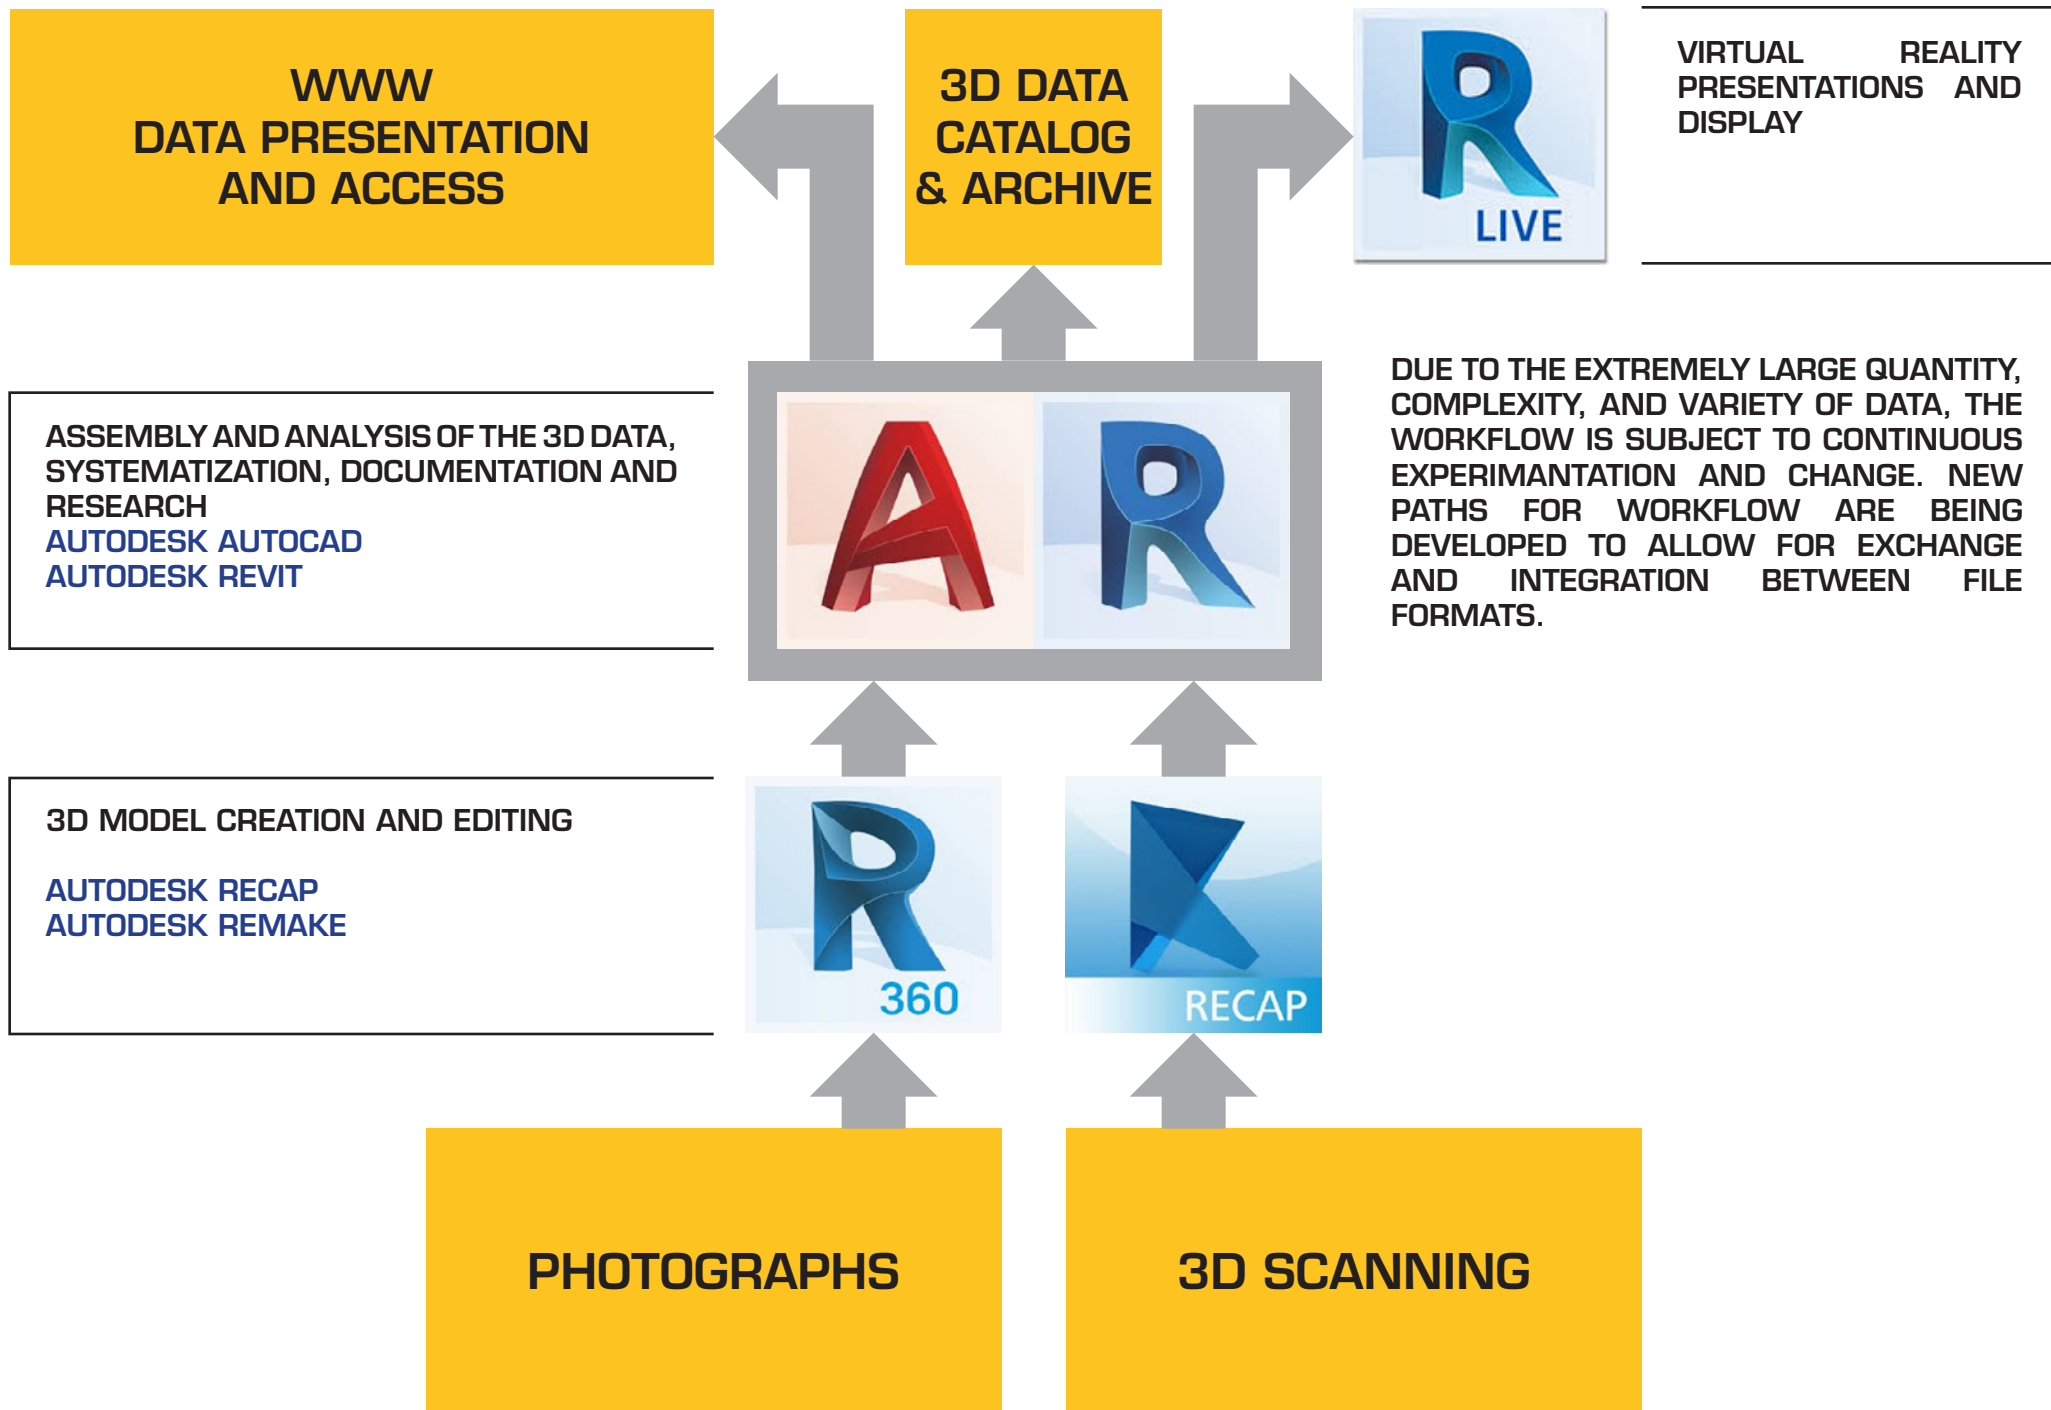 WWW
DATA PRESENTATION
AND ACCESS
3D DATA
CATALOG
& ARCHIVE
LIVE
VIRTUAL REALITY
PRESENTATIONS AND
DISPLAY
ASSEMBLY AND ANALYSIS OF THE 3D DATA,
SYSTEMATIZATION, DOCUMENTATION AND
RESEARCH
AUTODESK AUTOCAD
AUTODESK REVIT
DUE TO THE EXTREMELY LARGE QUANTITY,
COMPLEXITY, AND VARIETY OF DATA, THE
WORKFLOW IS SUBJECT TO CONTINUOUS
EXPERIMANTATION AND CHANGE. NEW
PATHS FOR WORKFLOW ARE BEING
DEVELOPED TO ALLOW FOR EXCHANGE
AND INTEGRATION BETWEEN FILE
FORMATS.
3D MODEL CREATION AND EDITING
AUTODESK RECAP
AUTODESK REMAKE
360
RECAP
PHOTOGRAPHS
3D SCANNING